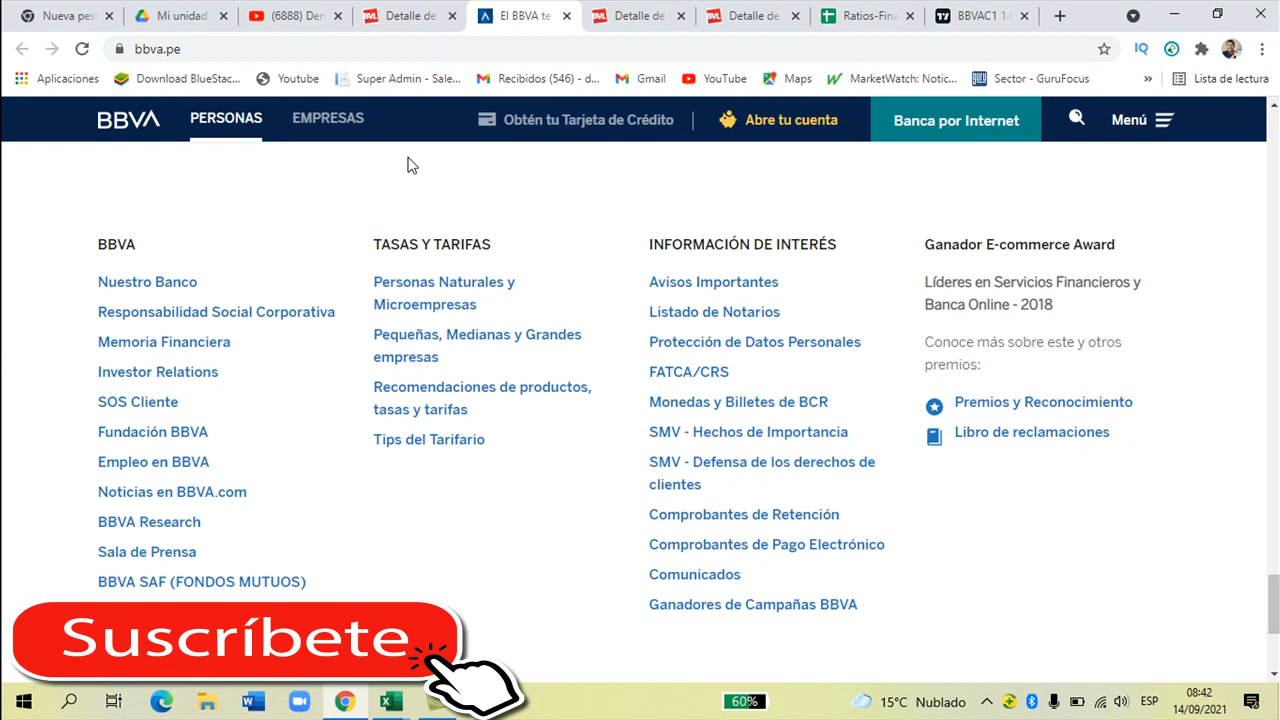 Nueva pes
Mi unidad
(6888) Den
Detalle de
El BBVA te
Detalle de
Detalle de
Ratios-Fina
BBVAC1 1.
bbva.pe
Aplicaciones
Download BlueStac...
Youtube
Super Admin - Sale...
Recibidos (546) - d...
Gmail
YouTube
Maps
MarketWatch: Notic...
Sector - GuruFocus
»
Lista de lectura
BBVA
PERSONAS
EMPRESAS
Obtén tu Tarjeta de Crédito
Abre tu cuenta
Banca por Internet
Menú
BBVA
Nuestro Banco
Responsabilidad Social Corporativa
Memoria Financiera
Investor Relations
SOS Cliente
Fundación BBVA
Empleo en BBVA
Noticias en BBVA.com
BBVA Research
Sala de Prensa
BBVA SAF (FONDOS MUTUOS)
TASAS Y TARIFAS
Personas Naturales y
Microempresas
Pequeñas, Medianas y Grandes
empresas
Recomendaciones de productos,
tasas y tarifas
Tips del Tarifario
INFORMACIÓN DE INTERÉS
Avisos Importantes
Listado de Notarios
Protección de Datos Personales
FATCA/CRS
Monedas y Billetes de BCR
SMV - Hechos de Importancia
SMV - Defensa de los derechos de
clientes
Comprobantes de Retención
Comprobantes de Pago Electrónico
Comunicados
Ganadores de Campañas BBVA
Ganador E-commerce Award
Líderes en Servicios Financieros y
Banca Online - 2018
Conoce más sobre este y otros
premios:
Premios y Reconocimiento
Libro de reclamaciones
Suscríbete
60%
15°C Nublado
ESP
08:42
14/09/2021